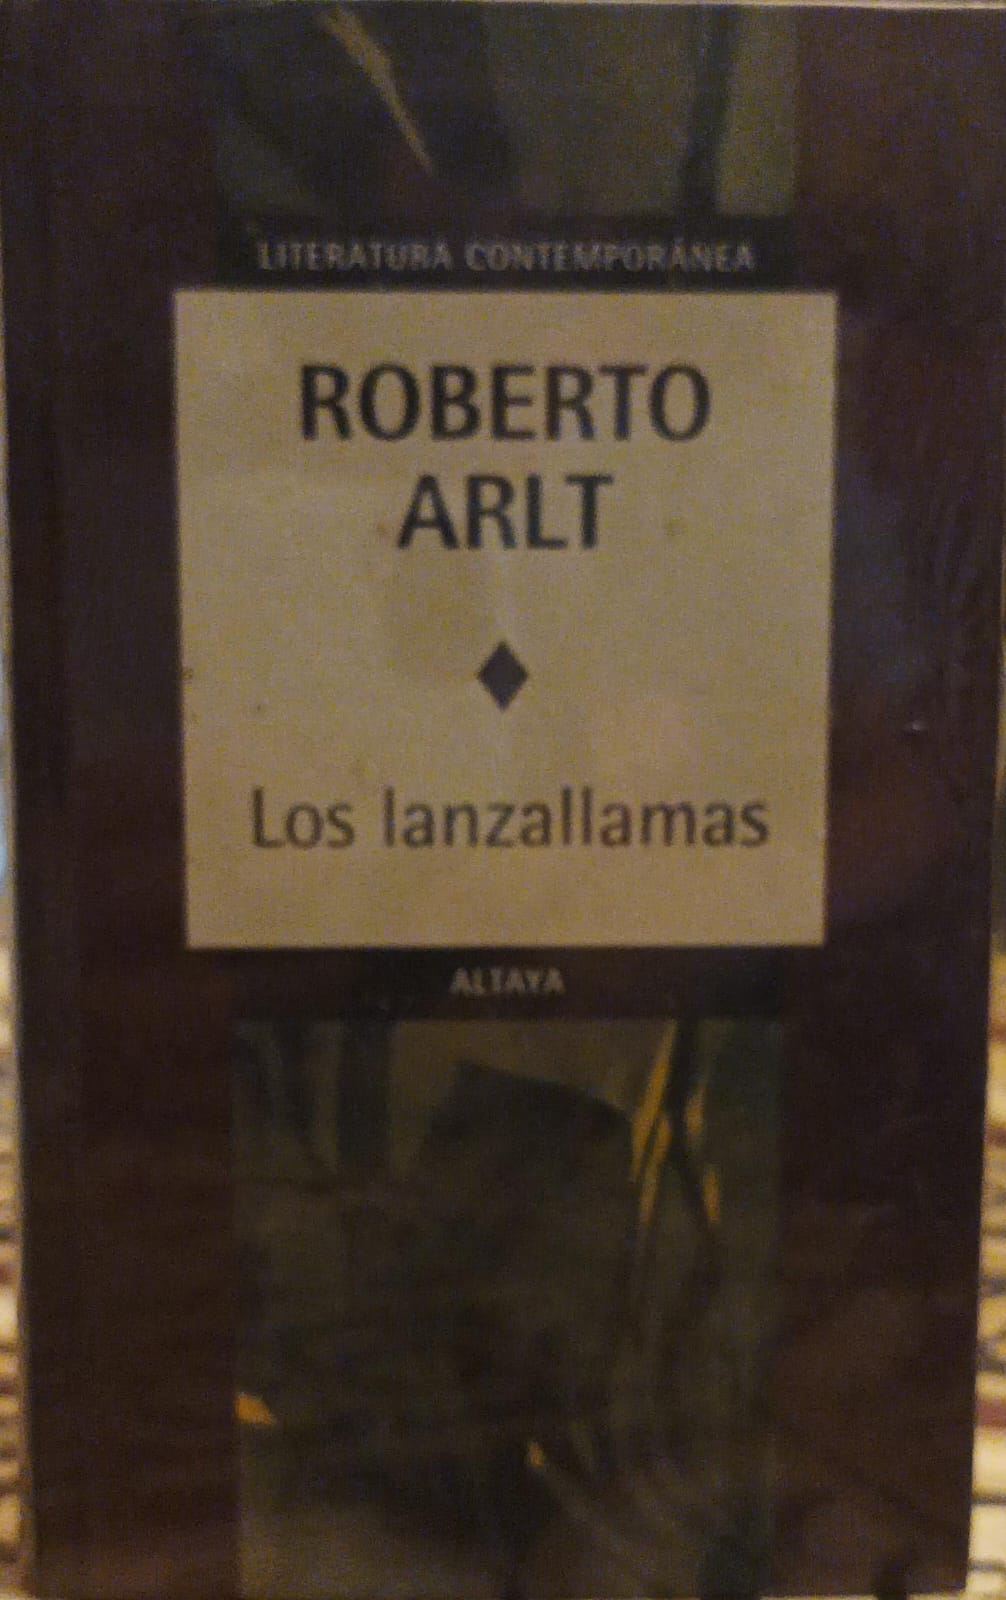 LITERATURA CONTEMPORÁNEA
ROBERTO
ARLT
Los lanzallamas
ALTAYA